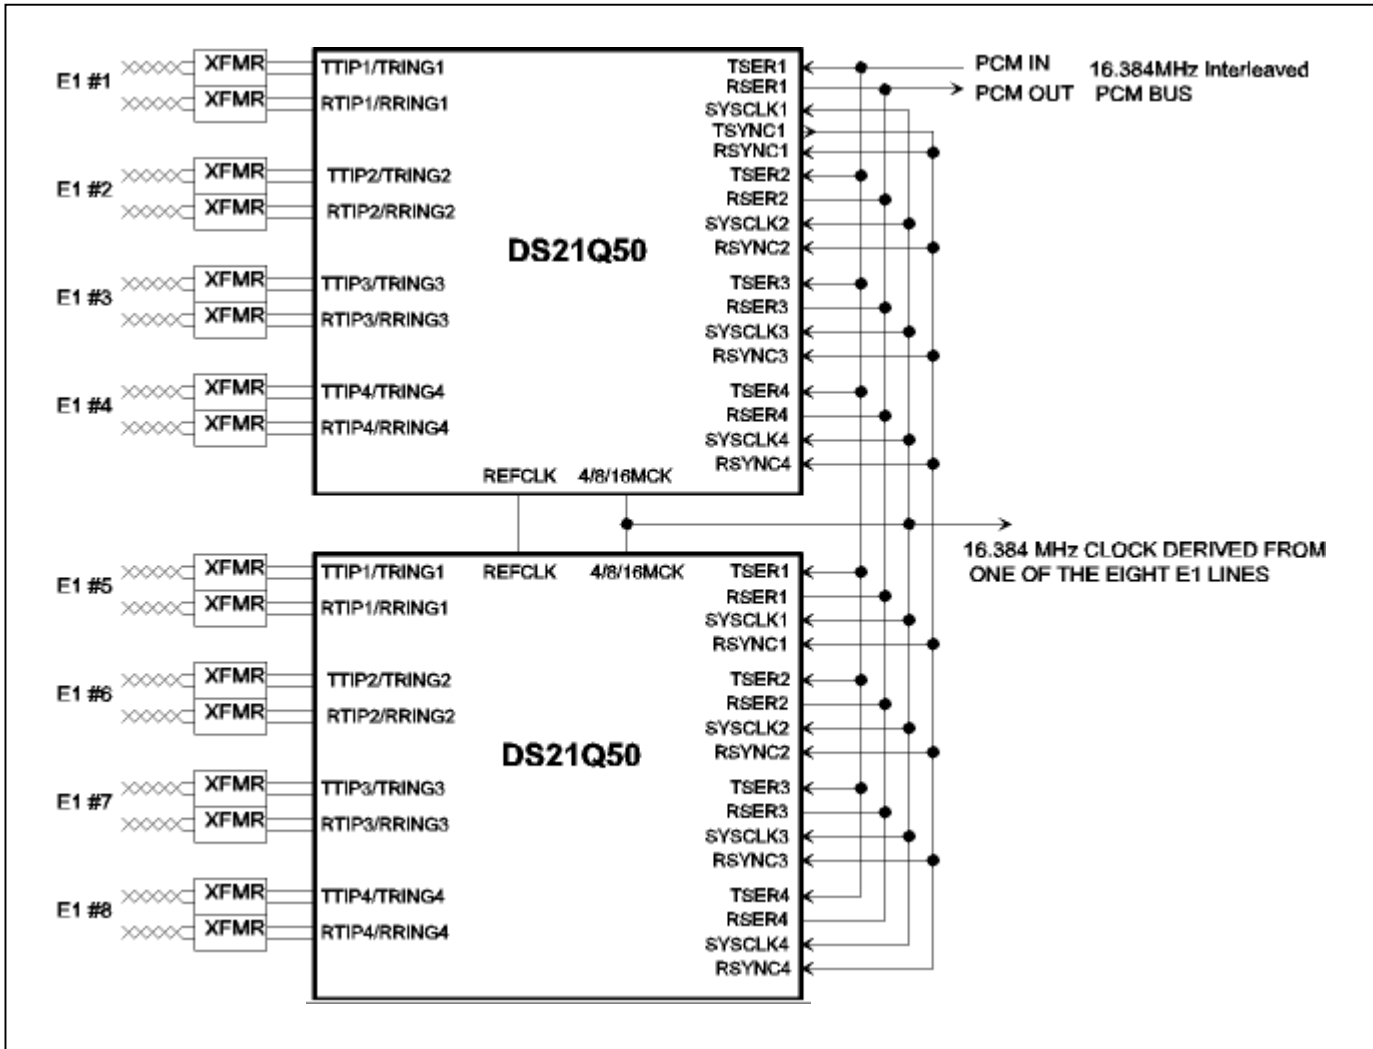 E1 #1
XFMR
XFMR
TTIP1/TRING1
RTIP1/RRING1
E1 #2
XFMR
XFMR
TTIP2/TRING2
RTIP2/RRING2
E1 #3
XFMR
XFMR
TTIP3/TRING3
RTIP3/RRING3
E1 #4
XFMR
XFMR
TTIP4/TRING4
RTIP4/RRING4
DS21Q50
REFCLK 4/8/16MCK
TSER1
RSER1
SYSCLK1
TSYNC1
RSYNC1
TSER2
RSER2
SYSCLK2
RSYNC2
TSER3
RSER3
SYSCLK3
RSYNC3
TSER4
RSER4
SYSCLK4
RSYNC4
PCM IN
PCM OUT
16.384MHz Interleaved
PCM BUS
16.384 MHz CLOCK DERIVED FROM
ONE OF THE EIGHT E1 LINES
E1 #5
XFMR
XFMR
TTIP1/TRING1
RTIP1/RRING1
E1 #6
XFMR
XFMR
TTIP2/TRING2
RTIP2/RRING2
E1 #7
XFMR
XFMR
TTIP3/TRING3
RTIP3/RRING3
E1 #8
XFMR
XFMR
TTIP4/TRING4
RTIP4/RRING4
REFCLK 4/8/16MCK
DS21Q50
TSER1
RSER1
SYSCLK1
RSYNC1
TSER2
RSER2
SYSCLK2
RSYNC2
TSER3
RSER3
SYSCLK3
RSYNC3
TSER4
RSER4
SYSCLK4
RSYNC4